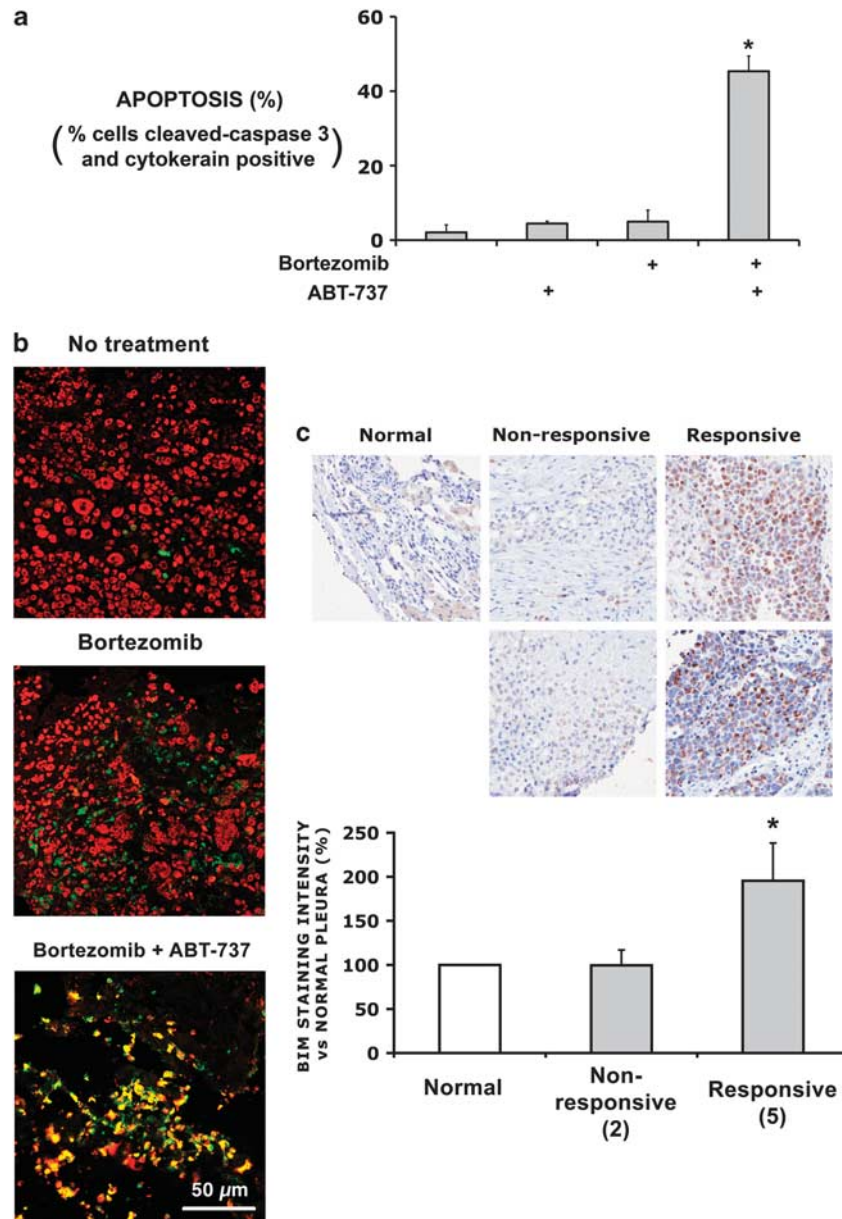 a
60
40
20
0
*
APOPTOSIS (%)
( % cells cleaved-caspase 3
and cytokerain positive )
Bortezomib + +
ABT-737 + +
b
No treatment
Bortezomib
Bortezomib + ABT-737
50 µm
c
Normal Non-responsive Responsive
BIM STAINING INTENSITY
vs NORMAL PLEURA (%)
250
200
150
100
50
0
*
Normal
Non-
responsive
(2)
Responsive
(5)